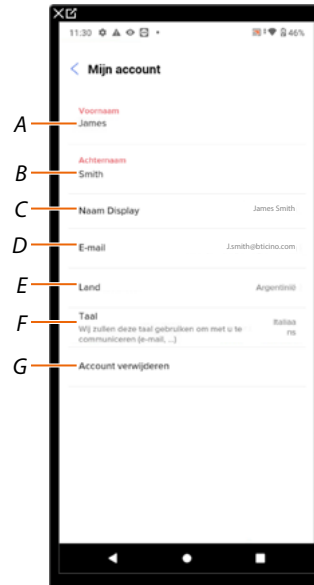 11:30 46%
Mijn account
A Voornaam
James
Achternaam
B Smith
C Naam Display James Smith
D E-mail J.smith@bticino.com
E Land Argentinië
F Taal Italiaa
Wij zullen deze taal gebruiken om met u te ns
communiceren (e-mail, ...)
G Account verwijderen